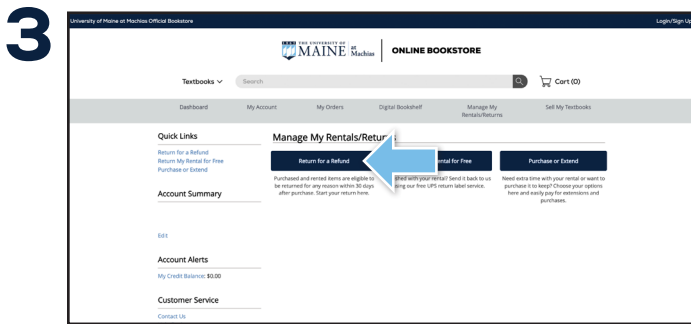 3
University of Maine at Machias Official Bookstore
Login/Sign Up
THE UNIVERSITY OF
MAINE at Machias
ONLINE BOOKSTORE
Textbooks
Search
Cart (0)
Dashboard
My Account
My Orders
Digital Bookshelf
Manage My
Rentals/Returns
Sell My Textbooks
Quick Links
Return for a Refund
Return My Rental for Free
Purchase or Extend
Account Summary
Edit
Account Alerts
My Credit Balance: $0.00
Customer Service
Contact Us
Manage My Rentals/Returns
Return for a Refund
Purchased and rented items are eligible to
be returned for any reason within 30 days
after purchase. Start your return here.
ental for Free
shed with your rental? Send it back to us
sing our free UPS return label service.
Purchase or Extend
Need extra time with your rental or want to
purchase it to keep? Choose your options
here and easily pay for extensions and
purchases.